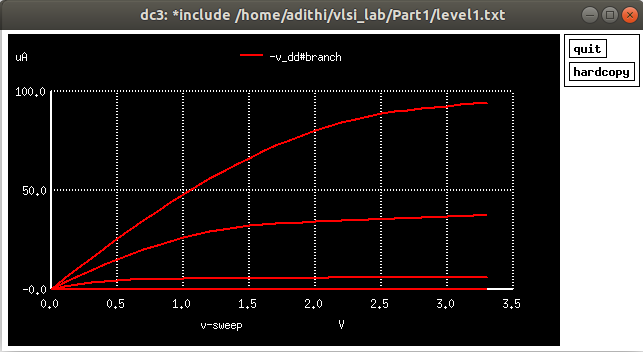 dc3: *include /home/adithi/vlsi_lab/Part1/level1.txt
quit
hardcopy
uA
-v_dd#branch
100.0
50.0
-0.0
0.0 0.5 1.0 1.5 2.0 2.5 3.0 3.5
v-sweep V